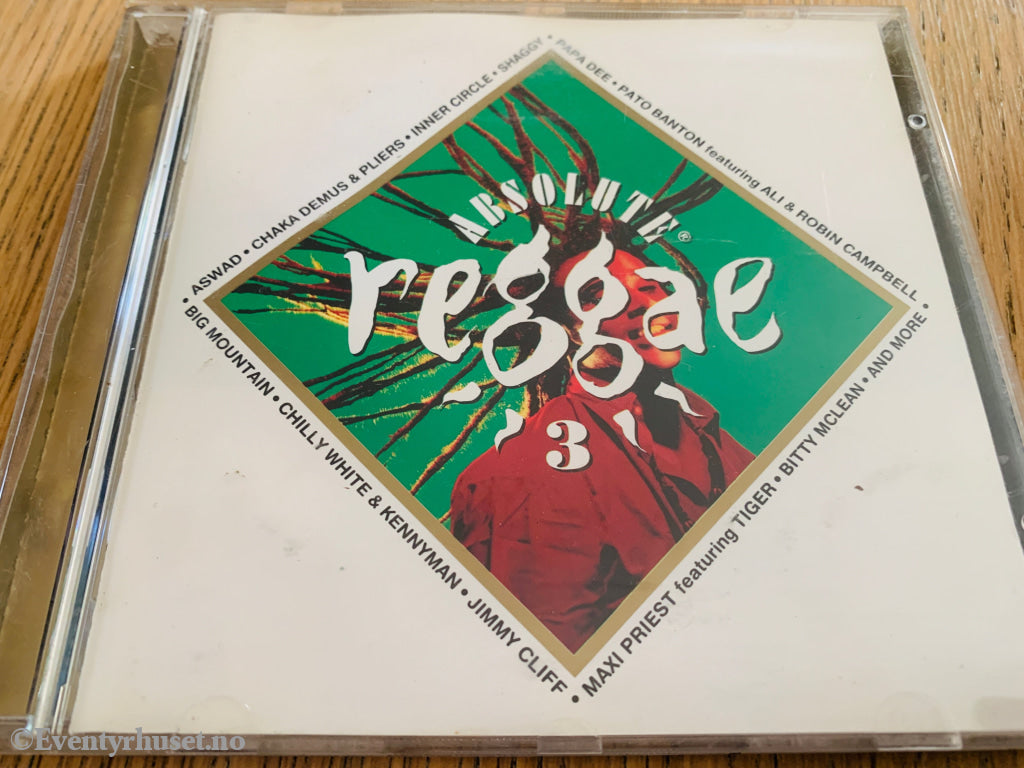 • ASWAD • CHAKA DEMUS & PLIERS • INNER CIRCLE • SHAGGY •
PAPA DEE • PATO BANTON featuring ALI & ROBIN CAMPBELL •
ABSOLUTE®
reggae
3
BIG MOUNTAIN • CHILLY WHITE & KENNYMAN • JIMMY CLIFF •
MAXI PRIEST featuring TIGER • BITTY MCLEAN • AND MORE
©Eventyrhuset.no